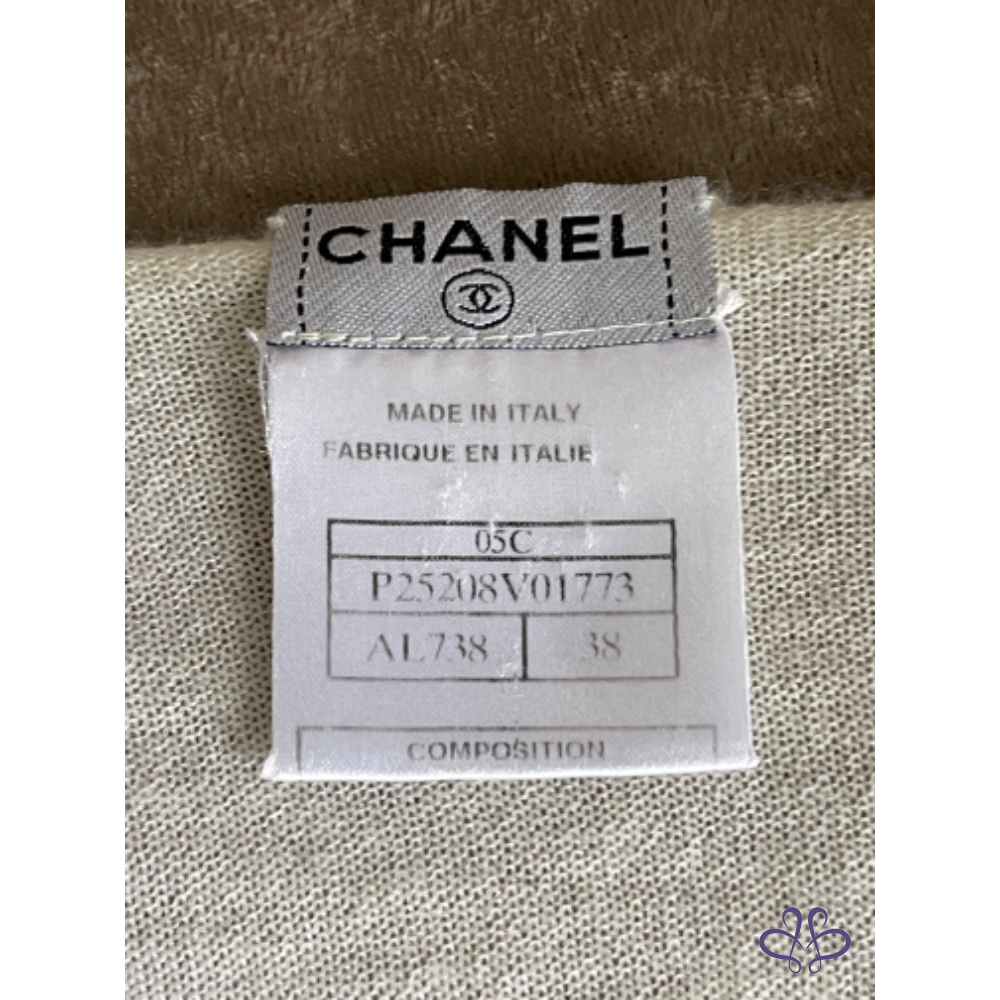 CHANEL
MADE IN ITALY
FABRIQUE EN ITALIE
05C
P25208V01773
AL738 38
COMPOSITION